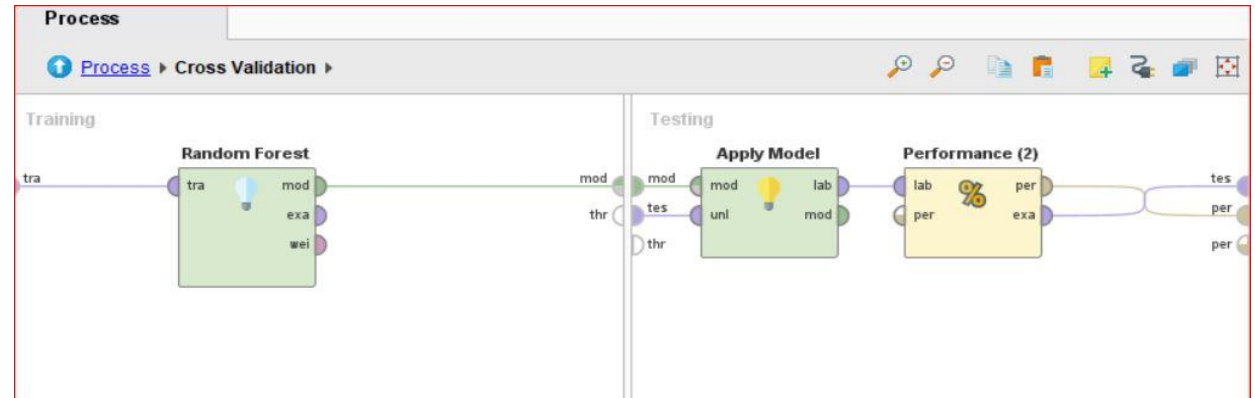 Process
Process ▸ Cross Validation ▸
Training
Testing
Random Forest
Apply Model
Performance (2)
tra
tra
mod
mod
mod
mod
lab
lab
per
tes
exa
thr
tes
unl
mod
per
exa
per
wei
thr
per